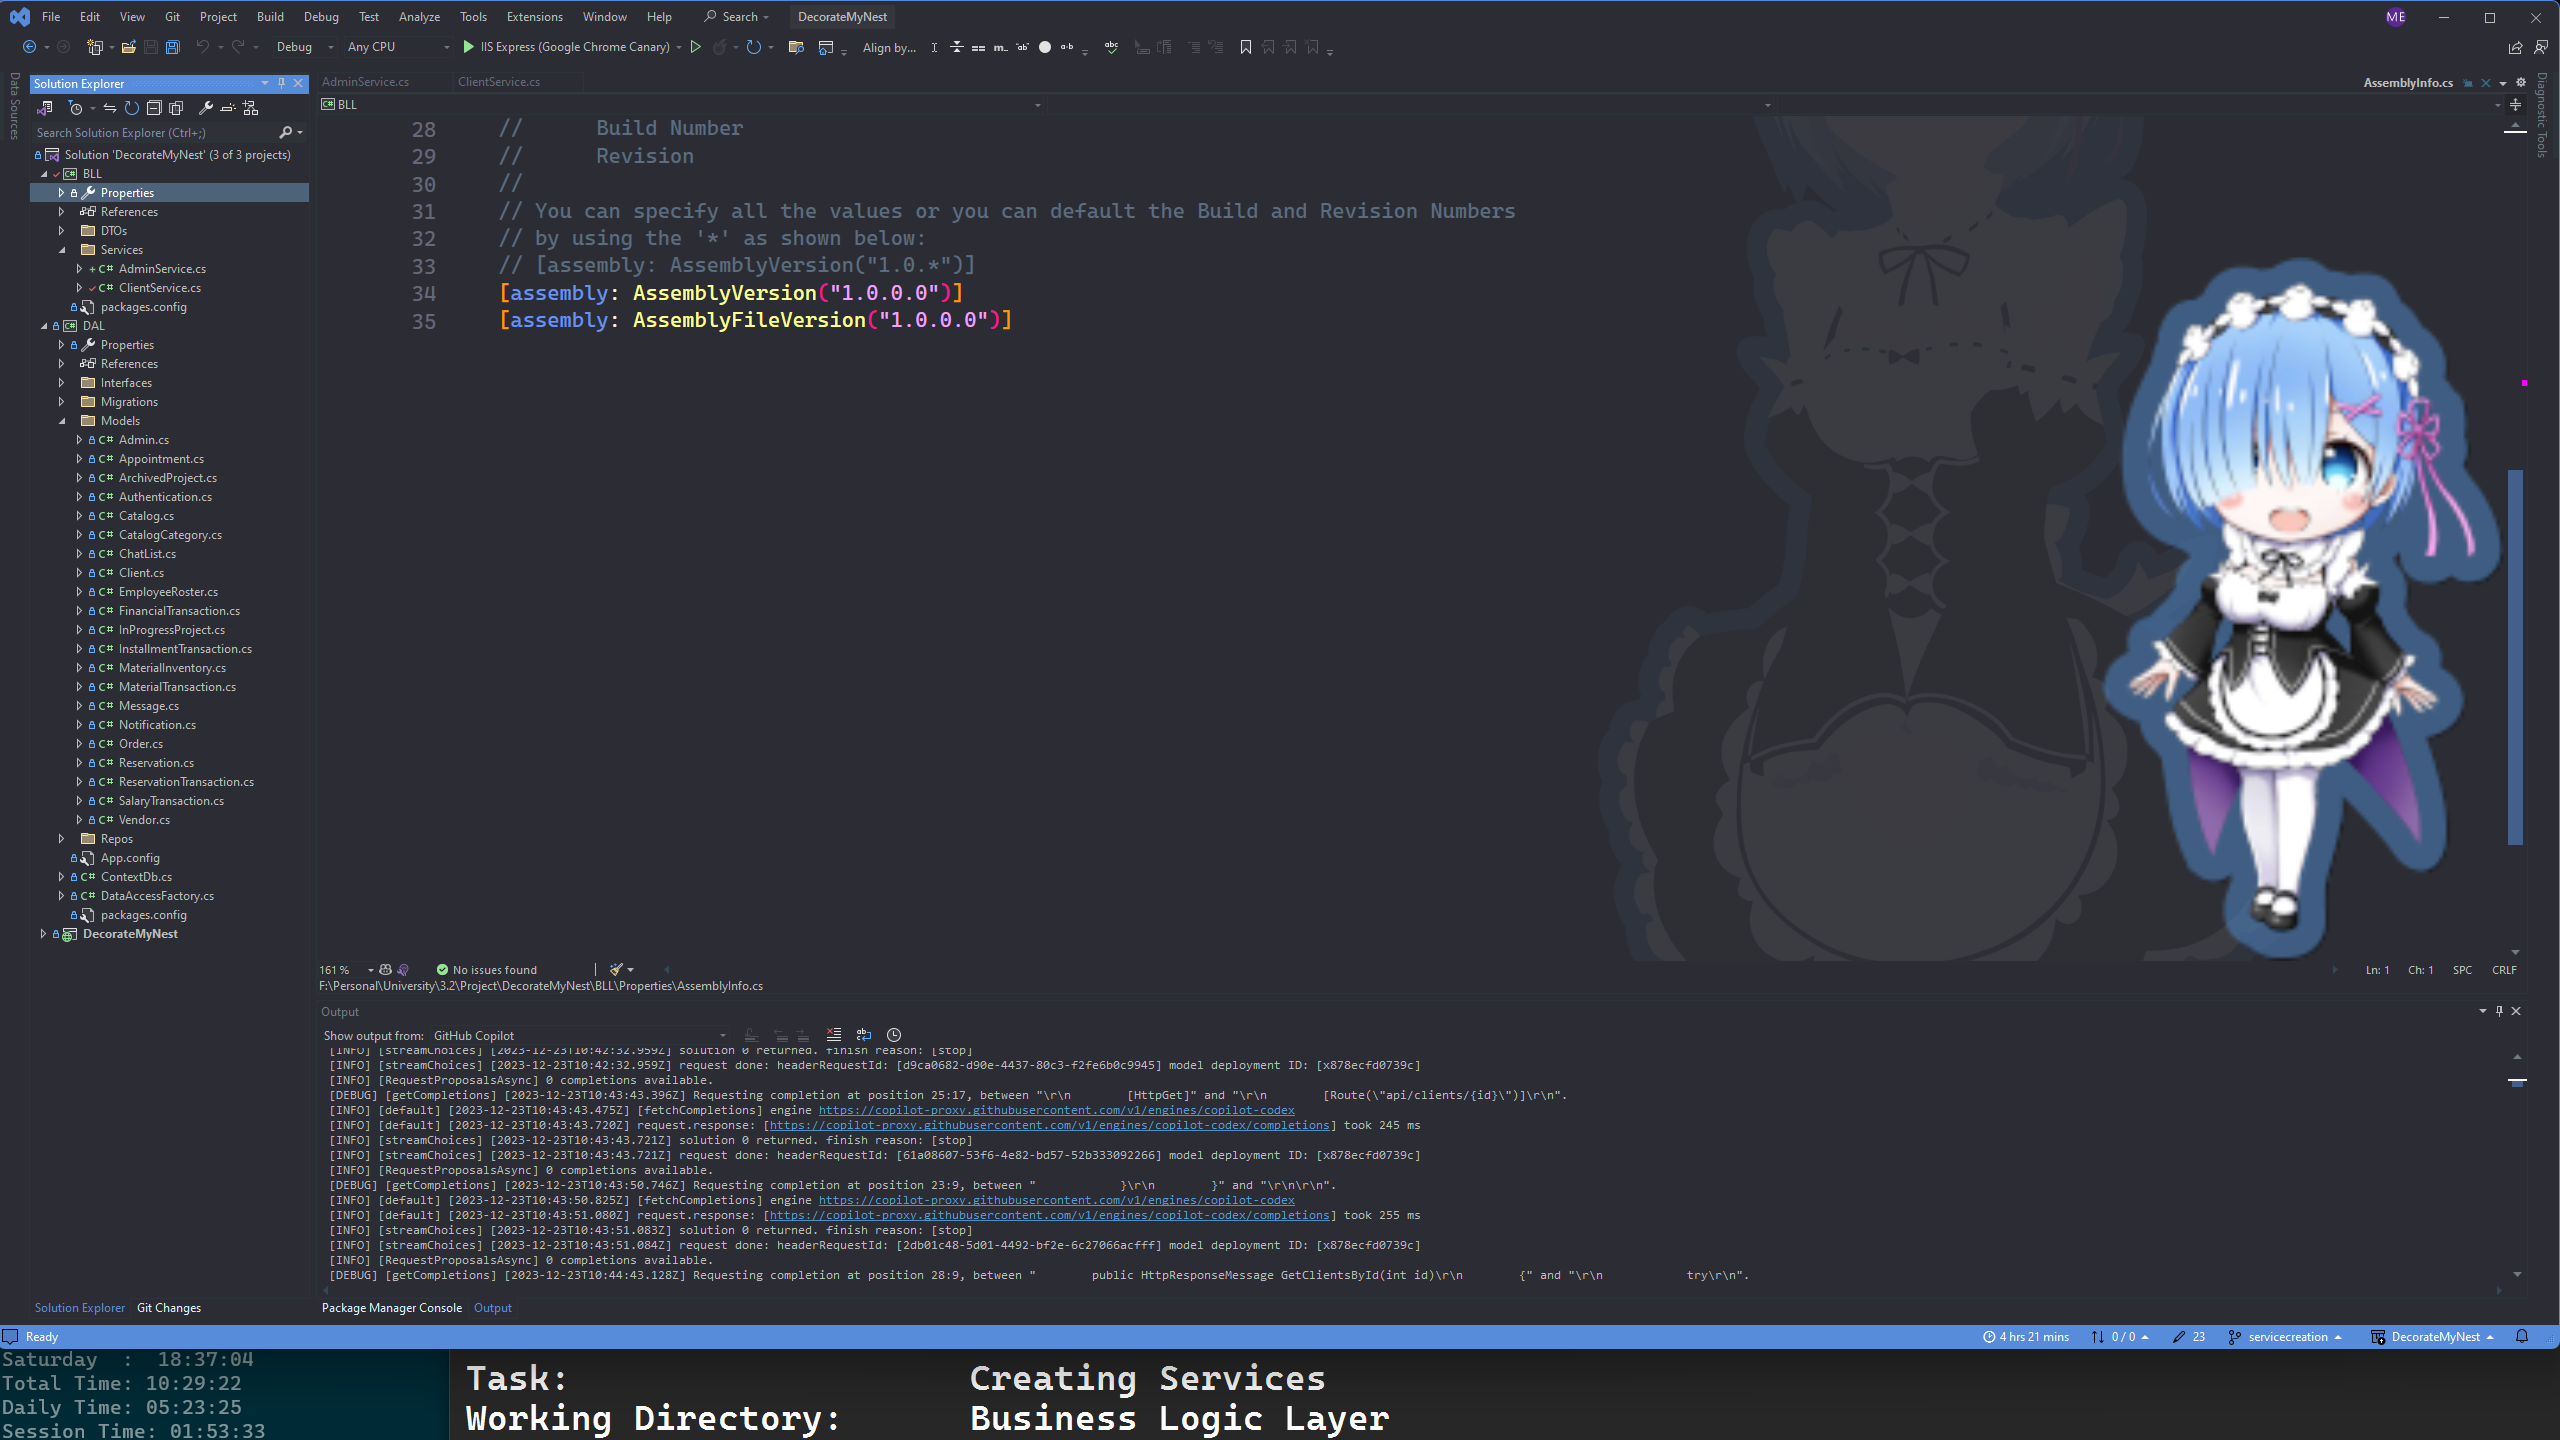 File Edit View Git Project Build Debug Test Analyze Tools Extensions Window Help Search DecorateMyNest ME
Debug Any CPU IIS Express (Google Chrome Canary) Align by...
Data Sources
Solution Explorer
Search Solution Explorer (Ctrl+;)
Solution 'DecorateMyNest' (3 of 3 projects)
C# BLL
Properties
References
DTOs
Services
C# AdminService.cs
C# ClientService.cs
packages.config
C# DAL
Properties
References
Interfaces
Migrations
Models
C# Admin.cs
C# Appointment.cs
C# ArchivedProject.cs
C# Authentication.cs
C# Catalog.cs
C# CatalogCategory.cs
C# ChatList.cs
C# Client.cs
C# EmployeeRoster.cs
C# FinancialTransaction.cs
C# InProgressProject.cs
C# InstallmentTransaction.cs
C# MaterialInventory.cs
C# MaterialTransaction.cs
C# Message.cs
C# Notification.cs
C# Order.cs
C# Reservation.cs
C# ReservationTransaction.cs
C# SalaryTransaction.cs
C# Vendor.cs
Repos
App.config
C# ContextDb.cs
C# DataAccessFactory.cs
packages.config
DecorateMyNest
Solution Explorer Git Changes
AdminService.cs ClientService.cs AssemblyInfo.cs
C# BLL
28 //      Build Number
29 //      Revision
30 //
31 // You can specify all the values or you can default the Build and Revision Numbers
32 // by using the '*' as shown below:
33 // [assembly: AssemblyVersion("1.0.*")]
34 [assembly: AssemblyVersion("1.0.0.0")]
35 [assembly: AssemblyFileVersion("1.0.0.0")]
Diagnostic Tools
161 % No issues found Ln: 1 Ch: 1 SPC CRLF
F:\Personal\University\3.2\Project\DecorateMyNest\BLL\Properties\AssemblyInfo.cs
Output
Show output from: GitHub Copilot
[INFO] [streamChoices] [2023-12-23T10:42:32.959Z] solution 0 returned. finish reason: [stop]
[INFO] [streamChoices] [2023-12-23T10:42:32.959Z] request done: headerRequestId: [d9ca0682-d90e-4437-80c3-f2fe6b0c9945] model deployment ID: [x878ecfd0739c]
[INFO] [RequestProposalsAsync] 0 completions available.
[DEBUG] [getCompletions] [2023-12-23T10:43:43.396Z] Requesting completion at position 25:17, between "\r\n        [HttpGet]" and "\r\n        [Route(\"api/clients/{id}\")]\r\n".
[INFO] [default] [2023-12-23T10:43:43.475Z] [fetchCompletions] engine https://copilot-proxy.githubusercontent.com/v1/engines/copilot-codex
[INFO] [default] [2023-12-23T10:43:43.720Z] request.response: [https://copilot-proxy.githubusercontent.com/v1/engines/copilot-codex/completions] took 245 ms
[INFO] [streamChoices] [2023-12-23T10:43:43.721Z] solution 0 returned. finish reason: [stop]
[INFO] [streamChoices] [2023-12-23T10:43:43.721Z] request done: headerRequestId: [61a08607-53f6-4e82-bd57-52b333092266] model deployment ID: [x878ecfd0739c]
[INFO] [RequestProposalsAsync] 0 completions available.
[DEBUG] [getCompletions] [2023-12-23T10:43:50.746Z] Requesting completion at position 23:9, between "            }\r\n        }" and "\r\n\r\n".
[INFO] [default] [2023-12-23T10:43:50.825Z] [fetchCompletions] engine https://copilot-proxy.githubusercontent.com/v1/engines/copilot-codex
[INFO] [default] [2023-12-23T10:43:51.080Z] request.response: [https://copilot-proxy.githubusercontent.com/v1/engines/copilot-codex/completions] took 255 ms
[INFO] [streamChoices] [2023-12-23T10:43:51.083Z] solution 0 returned. finish reason: [stop]
[INFO] [streamChoices] [2023-12-23T10:43:51.084Z] request done: headerRequestId: [2db01c48-5d01-4492-bf2e-6c27066acfff] model deployment ID: [x878ecfd0739c]
[INFO] [RequestProposalsAsync] 0 completions available.
[DEBUG] [getCompletions] [2023-12-23T10:44:43.128Z] Requesting completion at position 28:9, between "        public HttpResponseMessage GetClientsById(int id)\r\n        {" and "\r\n            try\r\n".
Package Manager Console Output
Ready 4 hrs 21 mins 0 / 0 23 servicecreation DecorateMyNest
Saturday  :  18:37:04
Total Time: 10:29:22
Daily Time: 05:23:25
Session Time: 01:53:33
Task: Creating Services
Working Directory: Business Logic Layer